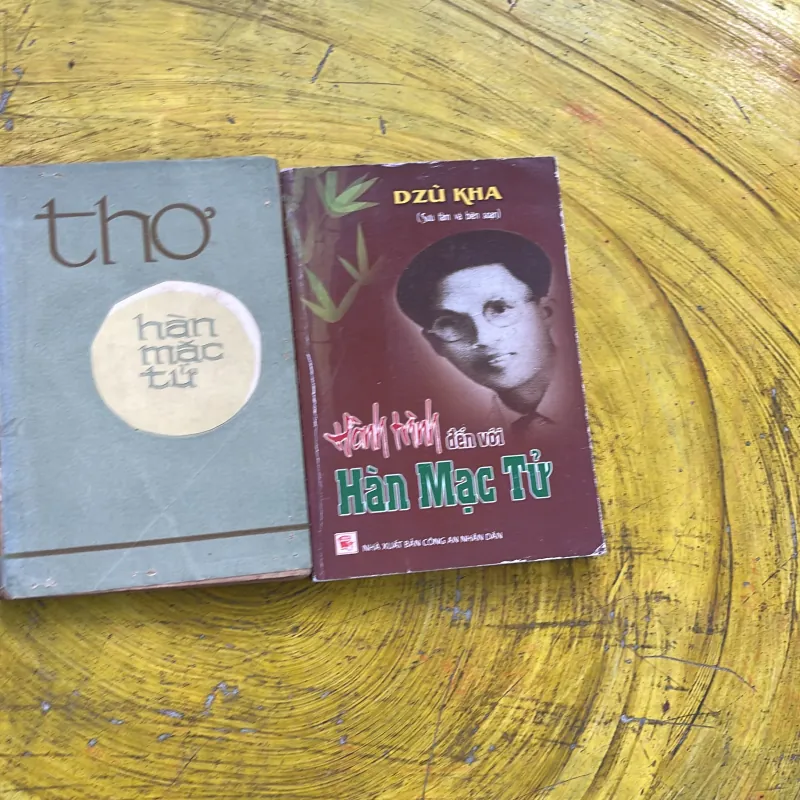 thơ
hàn
mặc
tử
DZŨ KHA
(Sưu tầm và biên soạn)
Hành trình đến với
Hàn Mạc Tử
NHÀ XUẤT BẢN CÔNG AN NHÂN DÂN